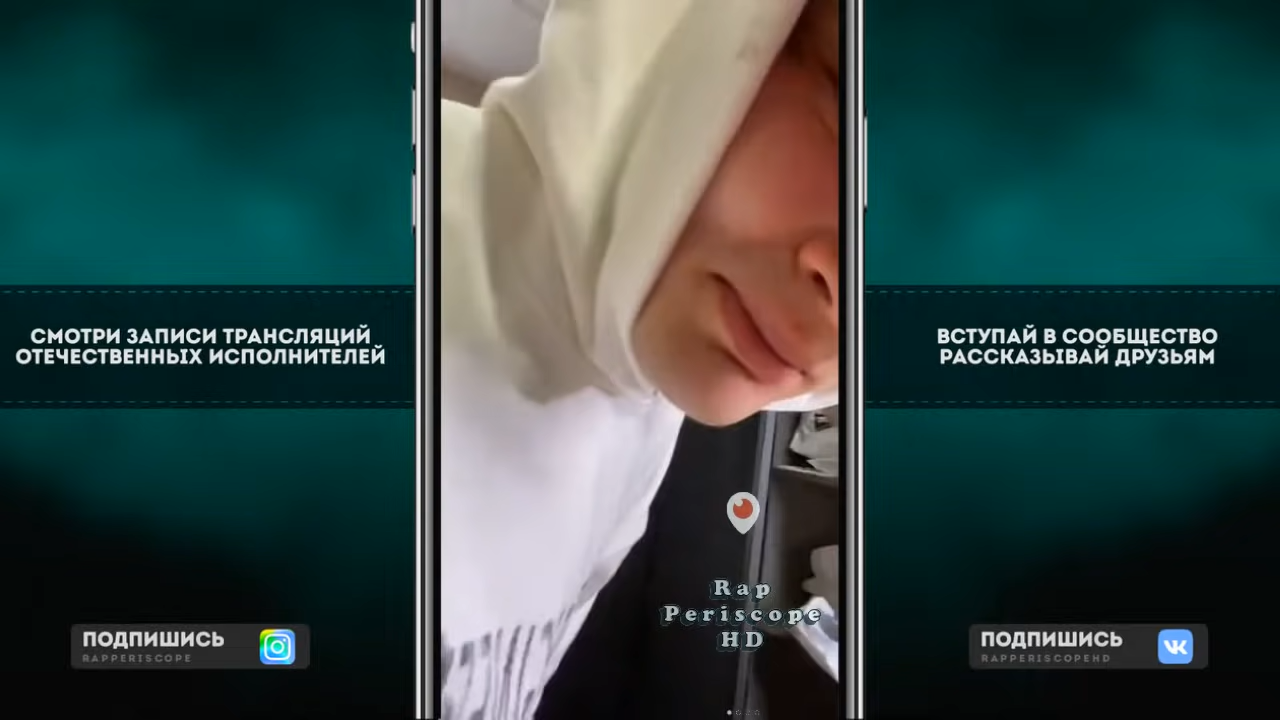 СМОТРИ ЗАПИСИ ТРАНСЛЯЦИЙ
ОТЕЧЕСТВЕННЫХ ИСПОЛНИТЕЛЕЙ
ВСТУПАЙ В СООБЩЕСТВО
РАССКАЗЫВАЙ ДРУЗЬЯМ
Rap
Periscope
HD
ПОДПИШИСЬ
RAPPERISCOPE
ПОДПИШИСЬ
RAPPERISCOPEHD